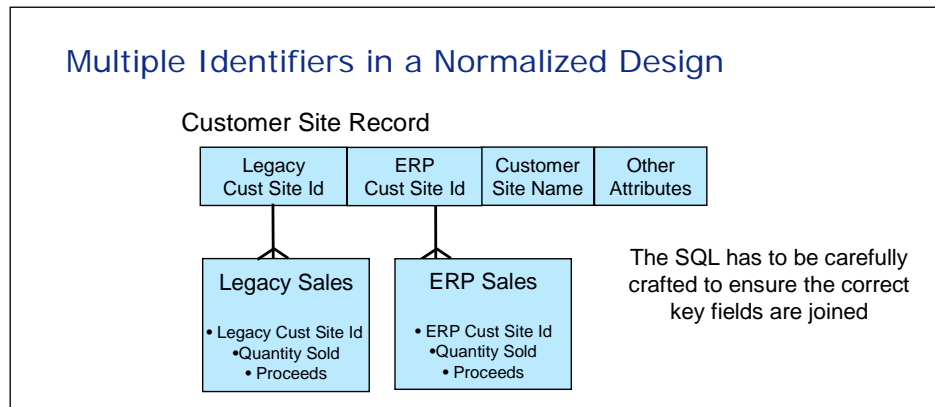 Multiple Identifiers in a Normalized Design
Customer Site Record
Legacy
Cust Site Id
ERP
Cust Site Id
Customer
Site Name
Other
Attributes
Legacy Sales
• Legacy Cust Site Id
•Quantity Sold
• Proceeds
ERP Sales
• ERP Cust Site Id
•Quantity Sold
• Proceeds
The SQL has to be carefully
crafted to ensure the correct
key fields are joined